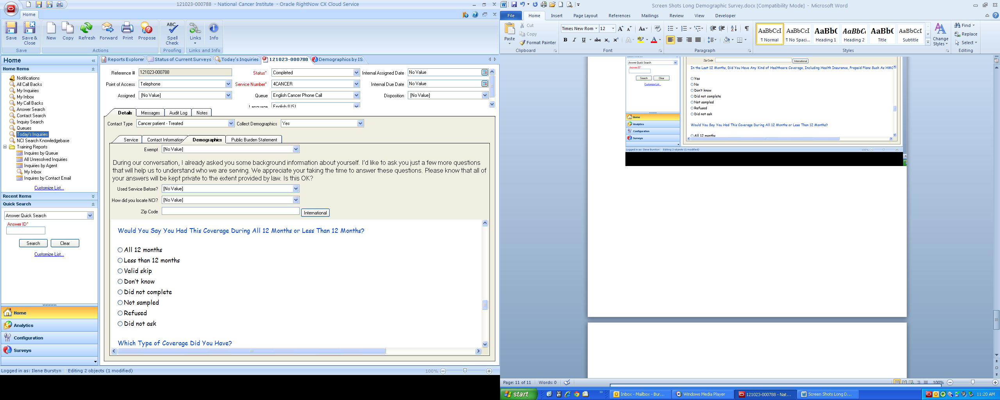 121023-000788 - National Cancer Institute - Oracle RightNow CX Cloud Service
Home
Save
Save & Close
New
Copy
Refresh
Forward
Print
Propose
ABC
Spell Check
Links
Info
Save
Actions
Proofing
Links and Info
Home
Home Items
Notifications
All Call Backs
My Inquiries
My Inbox
My Call Backs
Answer Search
Contact Search
Inquiry Search
Queues
Today's Inquiries
NCI Search Knowledgebase
Training Reports
Inquires by Queue
All Unresolved Inquiries
Inquiries by Agent
My Inbox
Inquires by Contact Email
Customize List...
Recent Items
Quick Search
Answer Quick Search
Answer ID*
Search Clear
Customize List...
Home
Analytics
Configuration
Surveys
Logged in as: Ilene Burstyn Editing 2 objects (1 modified)
100%
Reports Explorer Status of Current Surveys Today's Inquiries 121023-000788 Demographics by IS
Reference # 121023-000788 Status* Completed Internal Assigned Date No Value
Point of Access Telephone Service Number* 4CANCER Internal Due Date No Value
Assigned [No Value] Queue English Cancer Phone Call Disposition [No Value]
Language English (US)
Details Messages Audit Log Notes
Contact Type Cancer patient - Treated Collect Demographics Yes
Service Contact Information Demographics Public Burden Statement
Exempt [No Value]
During our conversation, I already asked you some background information about yourself. I'd like to ask you just a few more questions
that will help us to understand who we are serving. We appreciate your taking the time to answer these questions. Please know that all of
your answers will be kept private to the extent provided by law. Is this OK?
Used Service Before? [No Value]
How did you locate NCI? [No Value]
Zip Code International
Would You Say You Had This Coverage During All 12 Months or Less Than 12 Months?
All 12 months
Less than 12 months
Valid skip
Don't know
Did not complete
Not sampled
Refused
Did not ask
Which Type of Coverage Did You Have?
Screen Shots Long Demographic Survey.docx [Compatibility Mode] - Microsoft Word
File Home Insert Page Layout References Mailings Review View Developer
Paste
Cut
Copy
Format Painter
Clipboard
Times New Rom 12
Font
Paragraph
AaBbCcI AaBbCcI AaBbC AaBbCc AaBbC AaBbCcI
¶ Normal ¶ No Spaci... Heading 1 Heading 2 Title Subtitle
Change Styles
Styles
Find
Replace
Select
Editing
Answer Quick Search
Answer ID*
Search Clear
Customize List...
Home
Analytics
Configuration
Surveys
Logged in as: Ilene Burstyn Editing 2 objects (1 modified)
100%
Zip Code International
In the Last 12 Months, Did You Have Any Kind of Healthcare Coverage, Including Health Insurance, Prepaid Plans Such As HMO
Yes
No
Don't know
Did not complete
Not sampled
Refused
Did not ask
Would You Say You Had This Coverage During All 12 Months or Less Than 12 Months?
All 12 months
Page: 11 of 11 Words: 0
100%
start
Inbox - Mailbox - Bur...
Windows Media Player
121023-000788 - Nat...
Screen Shots Long D...
11:20 AM